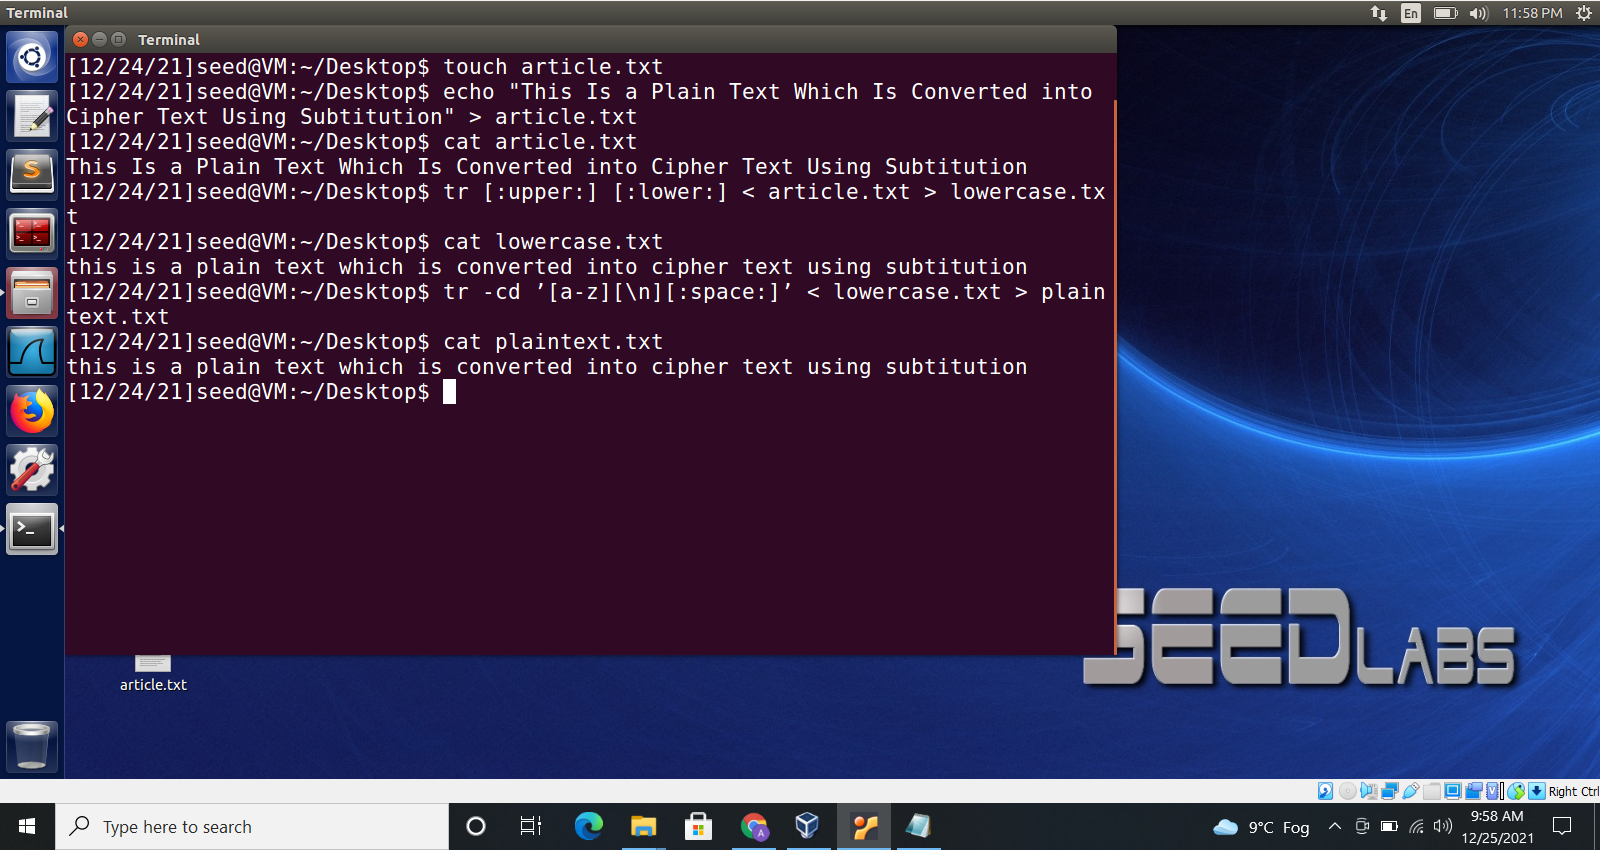 Terminal
En
11:58 PM
Terminal
[12/24/21]seed@VM:~/Desktop$ touch article.txt
[12/24/21]seed@VM:~/Desktop$ echo "This Is a Plain Text Which Is Converted into
Cipher Text Using Subtitution" > article.txt
[12/24/21]seed@VM:~/Desktop$ cat article.txt
This Is a Plain Text Which Is Converted into Cipher Text Using Subtitution
[12/24/21]seed@VM:~/Desktop$ tr [:upper:] [:lower:] < article.txt > lowercase.tx
t
[12/24/21]seed@VM:~/Desktop$ cat lowercase.txt
this is a plain text which is converted into cipher text using subtitution
[12/24/21]seed@VM:~/Desktop$ tr -cd ’[a-z][\n][:space:]’ < lowercase.txt > plain
text.txt
[12/24/21]seed@VM:~/Desktop$ cat plaintext.txt
this is a plain text which is converted into cipher text using subtitution
[12/24/21]seed@VM:~/Desktop$
SEEDLABS
article.txt
Right Ctrl
Type here to search
A
9°C Fog
9:58 AM
12/25/2021